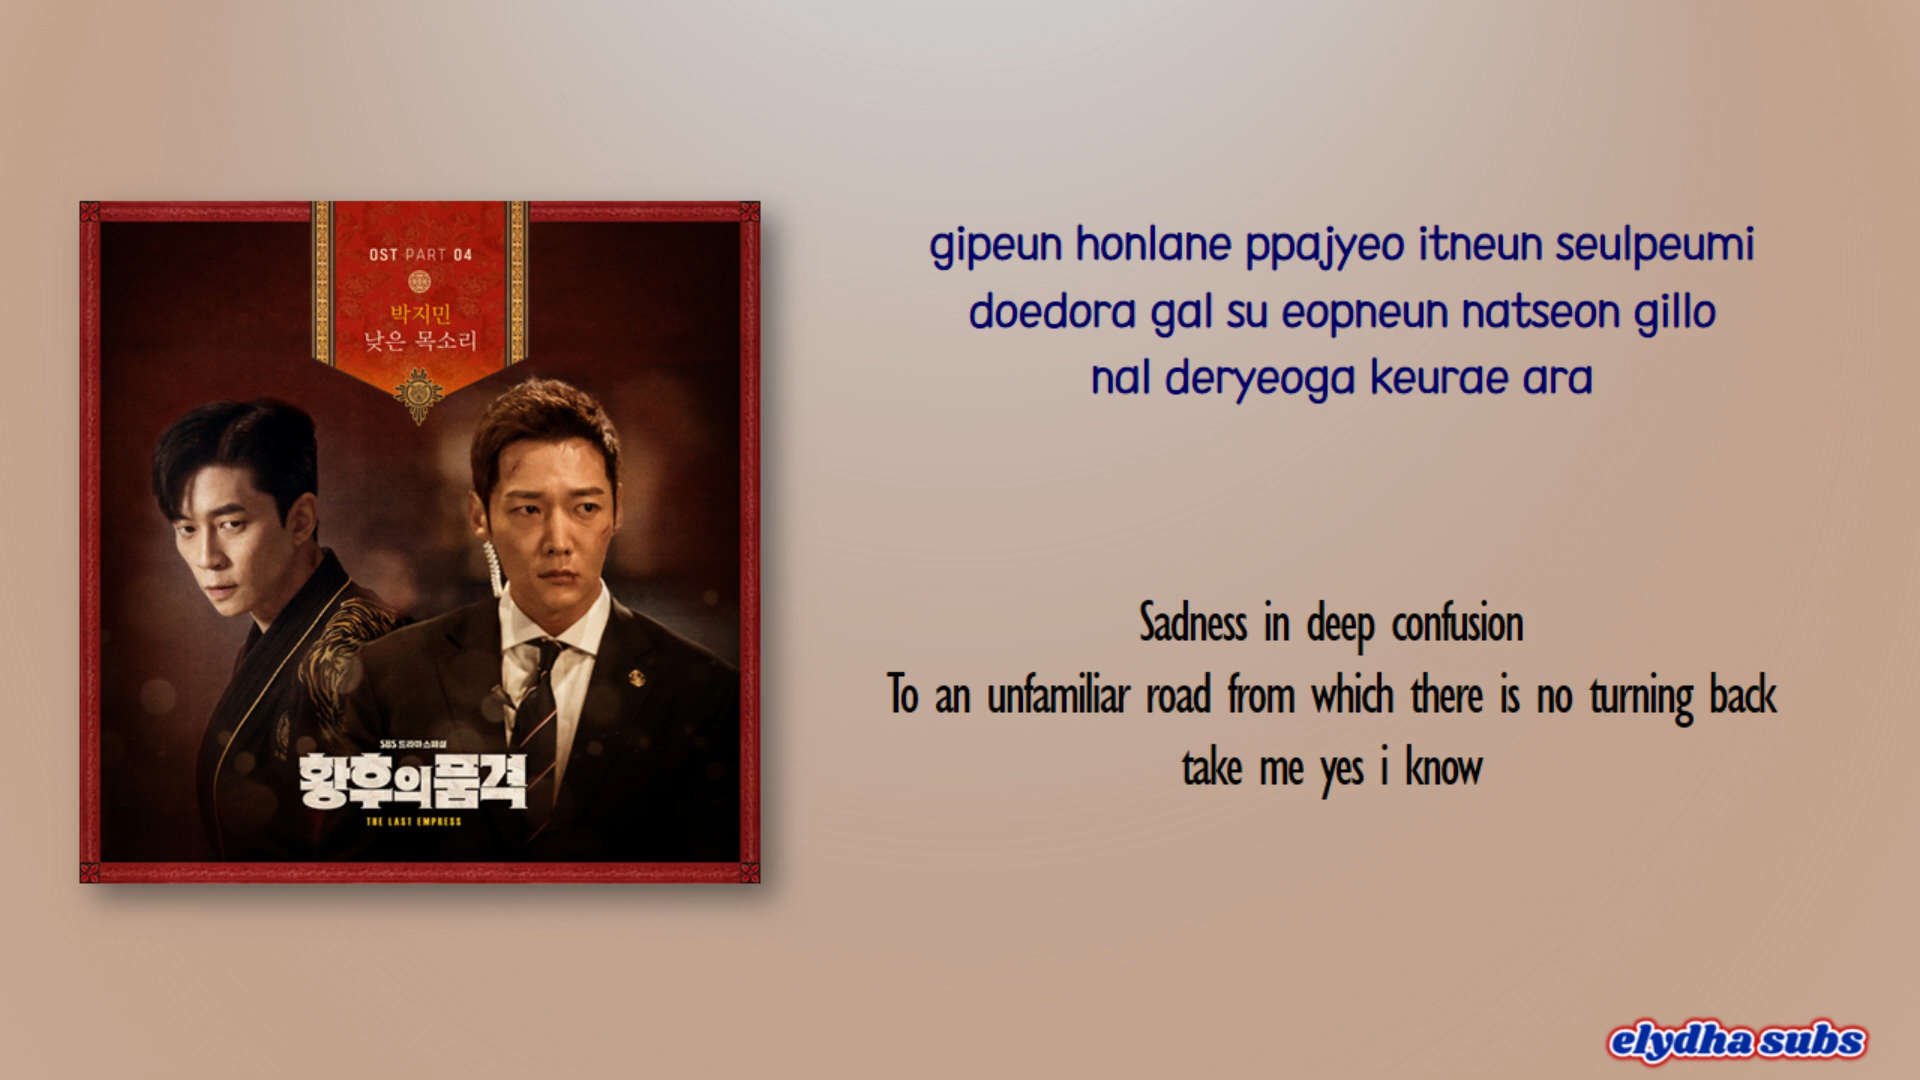 OST PART 04
박지민
낮은 목소리
SBS 드라마 스페셜
황후의품격
THE LAST EMPRESS
gipeun honlane ppajyeo itneun seulpeumi
doedora gal su eopneun natseon gillo
nal deryeoga keurae ara
Sadness in deep confusion
To an unfamiliar road from which there is no turning back
take me yes i know
elydha subs